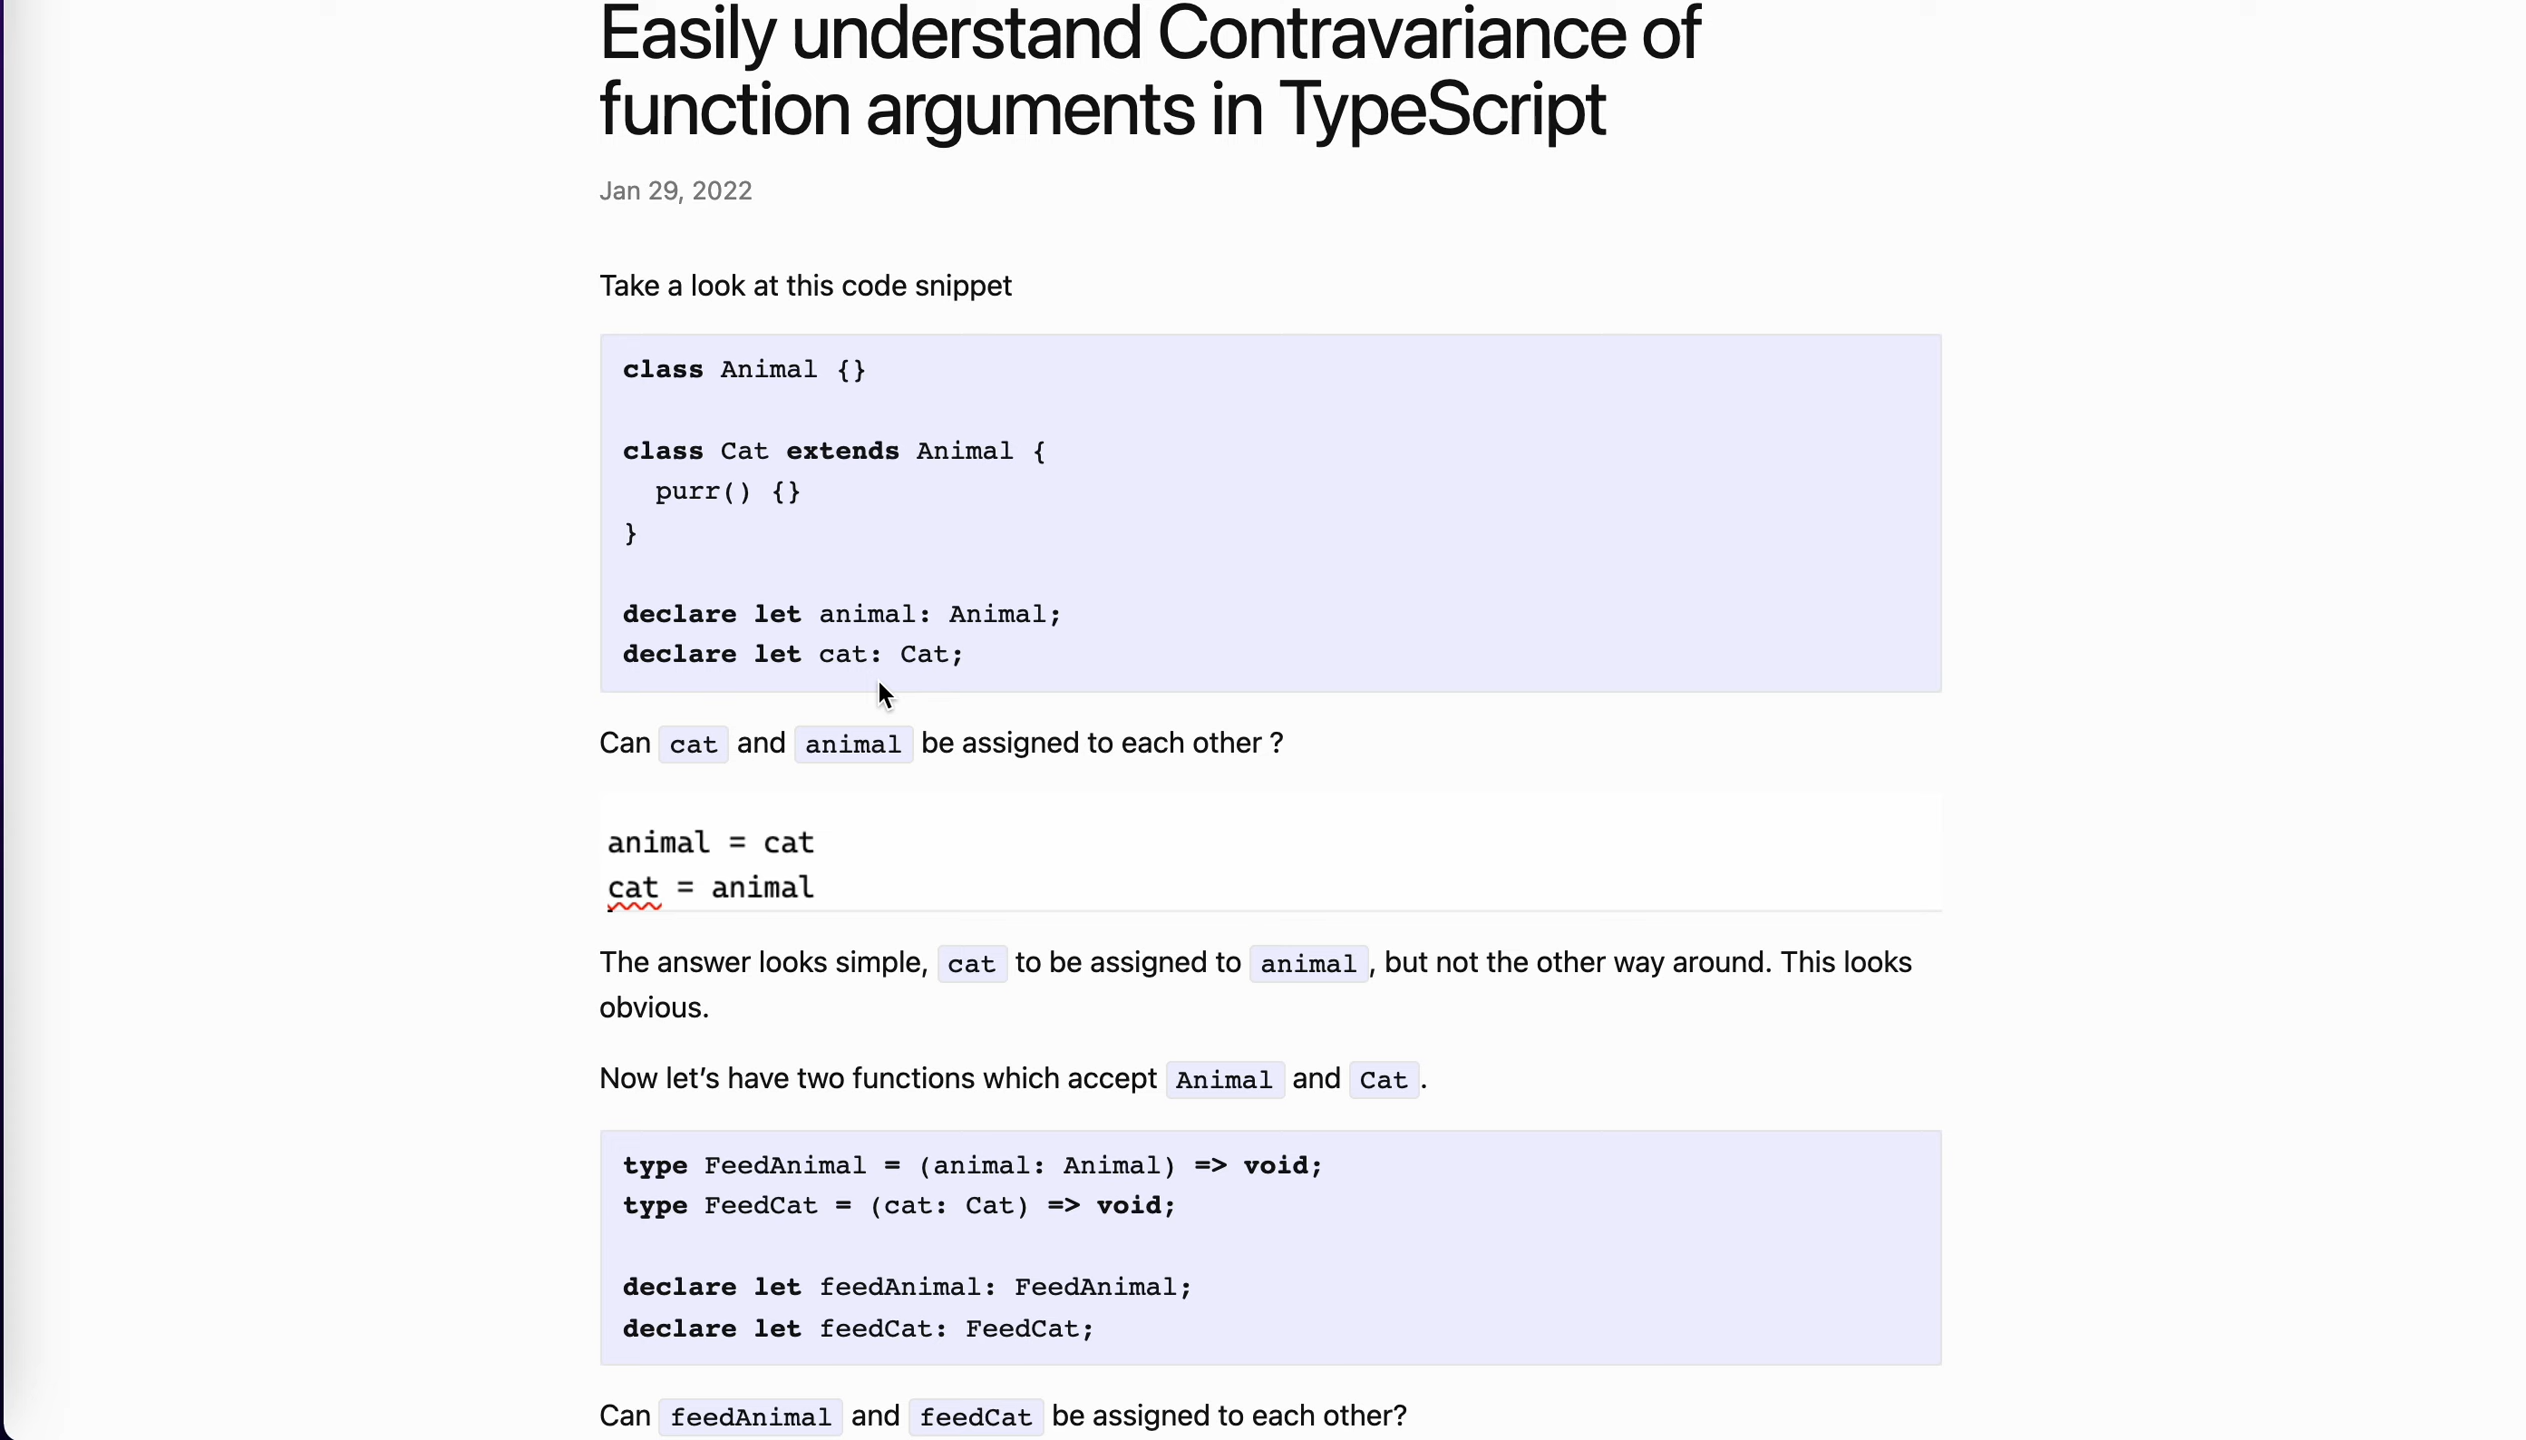 Easily understand Contravariance of
function arguments in TypeScript
Jan 29, 2022
Take a look at this code snippet
class Animal {}
class Cat extends Animal {
  purr() {}
}
declare let animal: Animal;
declare let cat: Cat;
Can cat and animal be assigned to each other ?
animal = cat
cat = animal
The answer looks simple, cat to be assigned to animal, but not the other way around. This looks
obvious.
Now let’s have two functions which accept Animal and Cat.
type FeedAnimal = (animal: Animal) => void;
type FeedCat = (cat: Cat) => void;
declare let feedAnimal: FeedAnimal;
declare let feedCat: FeedCat;
Can feedAnimal and feedCat be assigned to each other?